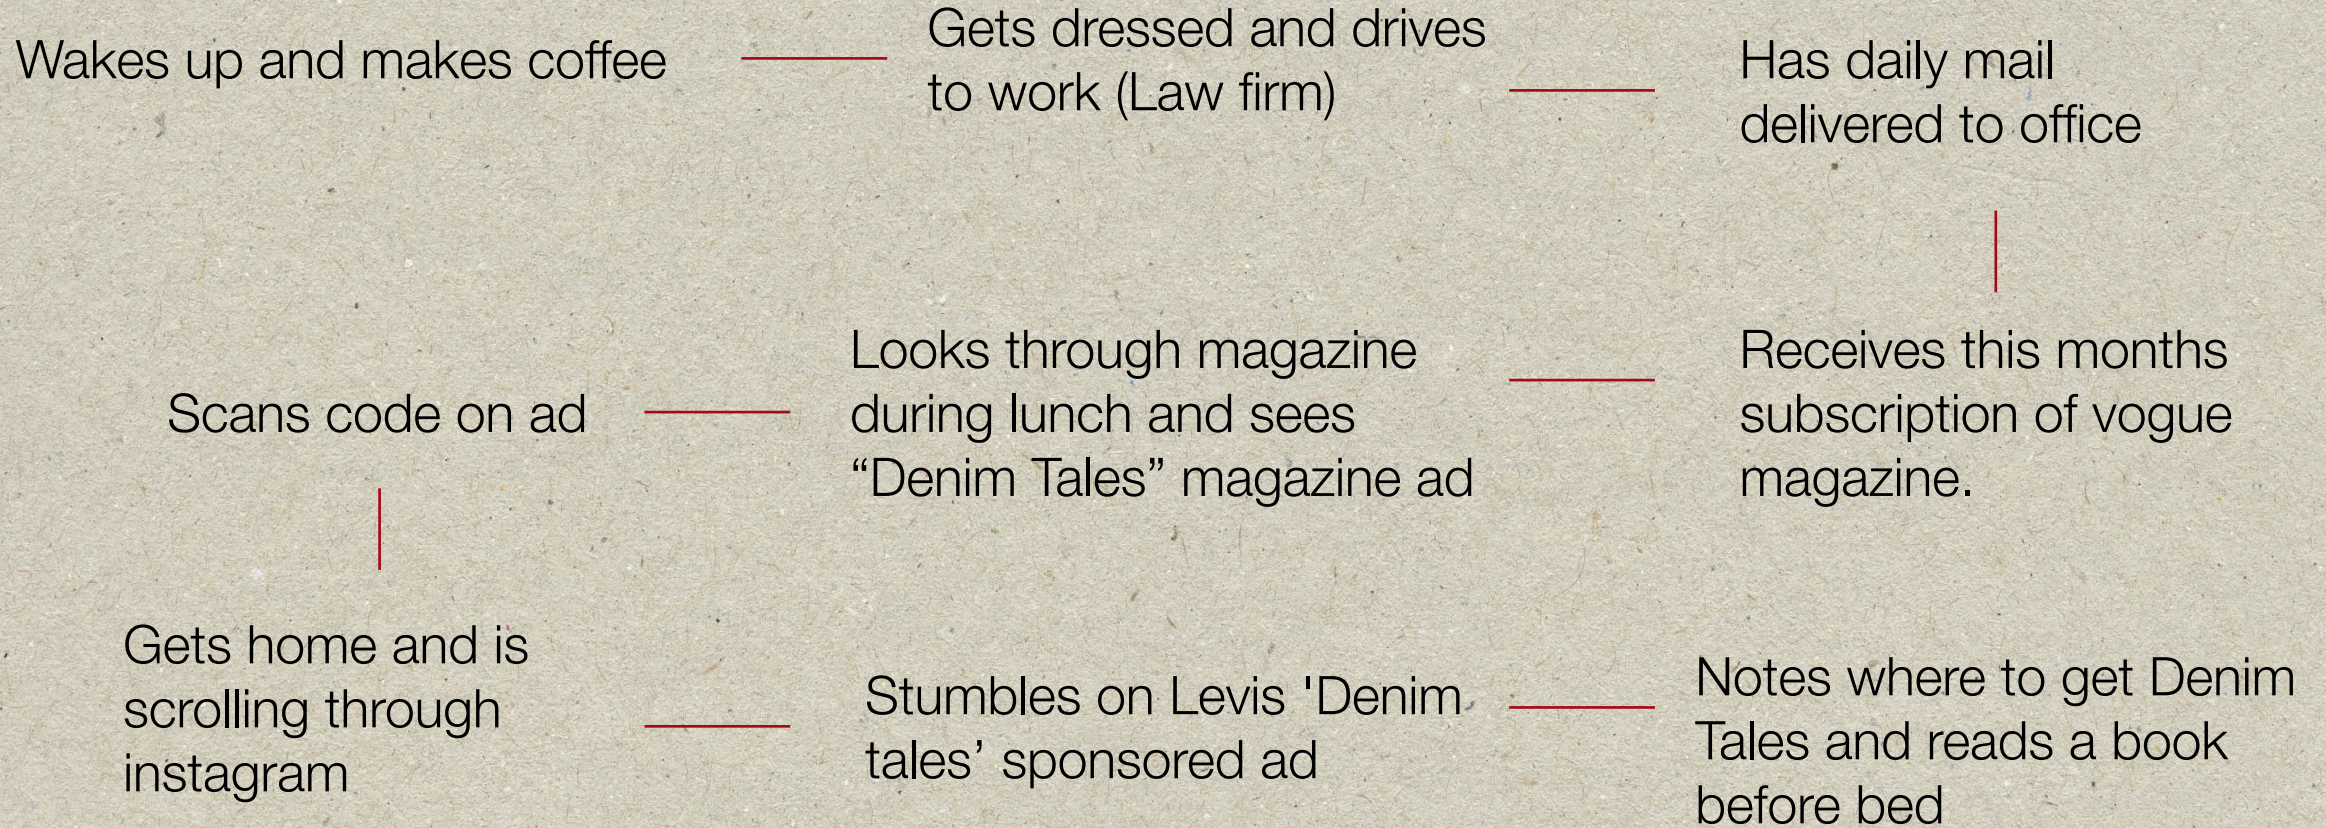 Wakes up and makes coffee
Gets dressed and drives
to work (Law firm)
Has daily mail
delivered to office
Receives this months
subscription of vogue
magazine.
Looks through magazine
during lunch and sees
“Denim Tales” magazine ad
Scans code on ad
Gets home and is
scrolling through
instagram
Stumbles on Levis 'Denim
tales’ sponsored ad
Notes where to get Denim
Tales and reads a book
before bed